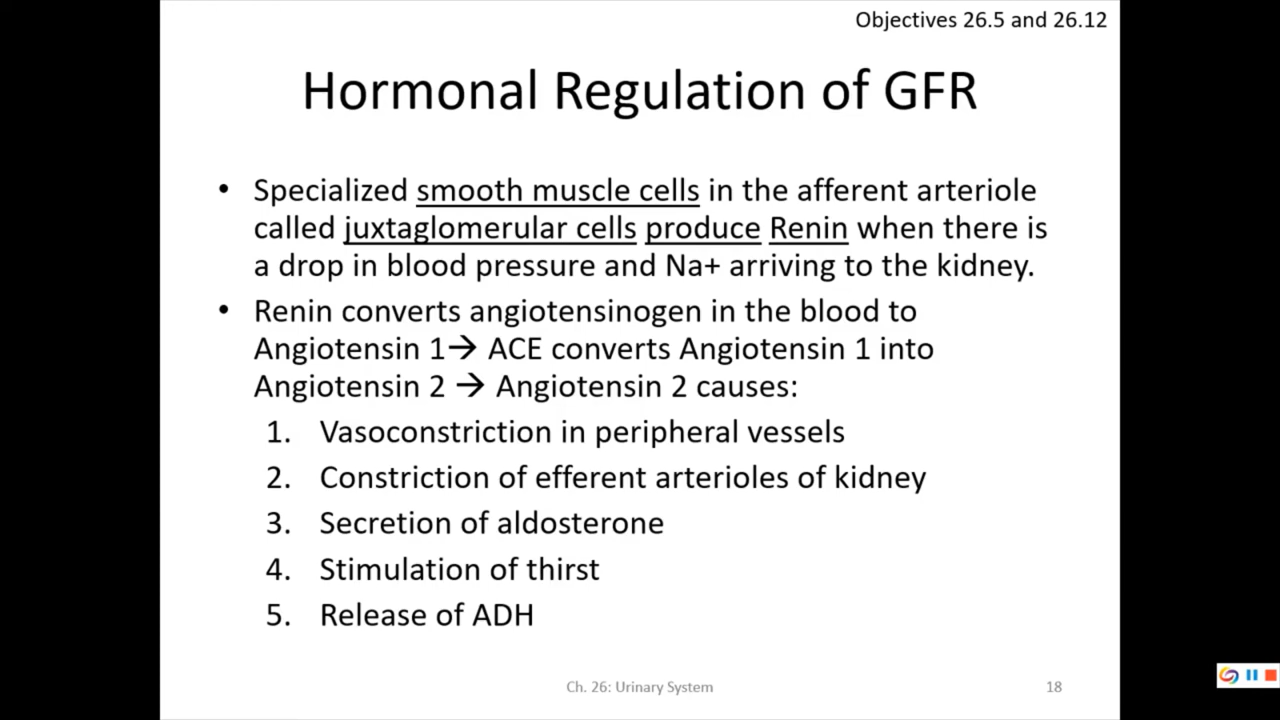 Objectives 26.5 and 26.12
Hormonal Regulation of GFR
• Specialized smooth muscle cells in the afferent arteriole
called juxtaglomerular cells produce Renin when there is
a drop in blood pressure and Na+ arriving to the kidney.
• Renin converts angiotensinogen in the blood to
Angiotensin 1→ ACE converts Angiotensin 1 into
Angiotensin 2 → Angiotensin 2 causes:
1. Vasoconstriction in peripheral vessels
2. Constriction of efferent arterioles of kidney
3. Secretion of aldosterone
4. Stimulation of thirst
5. Release of ADH
Ch. 26: Urinary System
18